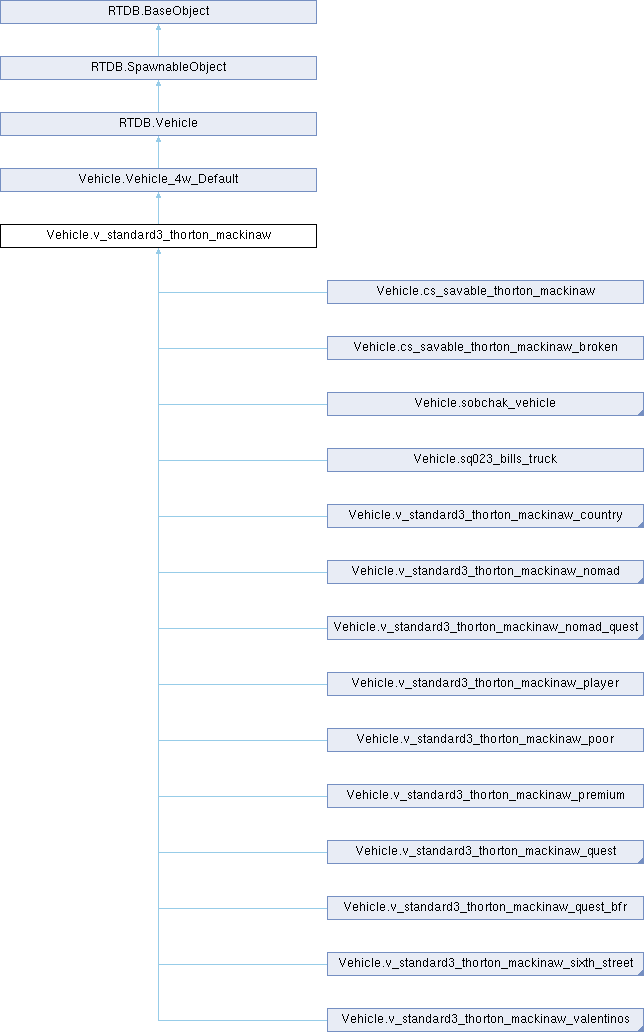 RTDB.BaseObject
RTDB.SpawnableObject
RTDB.Vehicle
Vehicle.Vehicle_4w_Default
Vehicle.v_standard3_thorton_mackinaw
Vehicle.cs_savable_thorton_mackinaw
Vehicle.cs_savable_thorton_mackinaw_broken
Vehicle.sobchak_vehicle
Vehicle.sq023_bills_truck
Vehicle.v_standard3_thorton_mackinaw_country
Vehicle.v_standard3_thorton_mackinaw_nomad
Vehicle.v_standard3_thorton_mackinaw_nomad_quest
Vehicle.v_standard3_thorton_mackinaw_player
Vehicle.v_standard3_thorton_mackinaw_poor
Vehicle.v_standard3_thorton_mackinaw_premium
Vehicle.v_standard3_thorton_mackinaw_quest
Vehicle.v_standard3_thorton_mackinaw_quest_bfr
Vehicle.v_standard3_thorton_mackinaw_sixth_street
Vehicle.v_standard3_thorton_mackinaw_valentinos